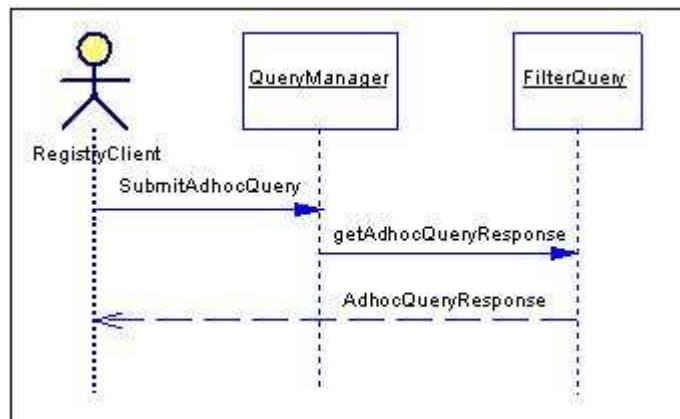 QueryManager
FilterQuery
RegistryClient
SubmitAdhocQuery
getAdhocQueryResponse
AdhocQueryResponse